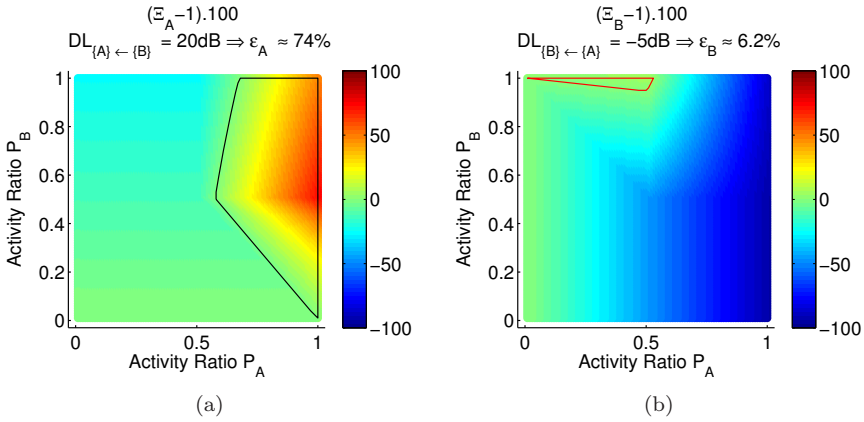 (Ξ_A−1).100
DL_{A} ← {B} = 20dB ⇒ ε_A ≈ 74%
Activity Ratio P_B
1
0.8
0.6
0.4
0.2
0
0
0.5
1
Activity Ratio P_A
100
50
0
−50
−100
(a)
(Ξ_B−1).100
DL_{B} ← {A} = −5dB ⇒ ε_B ≈ 6.2%
Activity Ratio P_B
1
0.8
0.6
0.4
0.2
0
0
0.5
1
Activity Ratio P_A
100
50
0
−50
−100
(b)